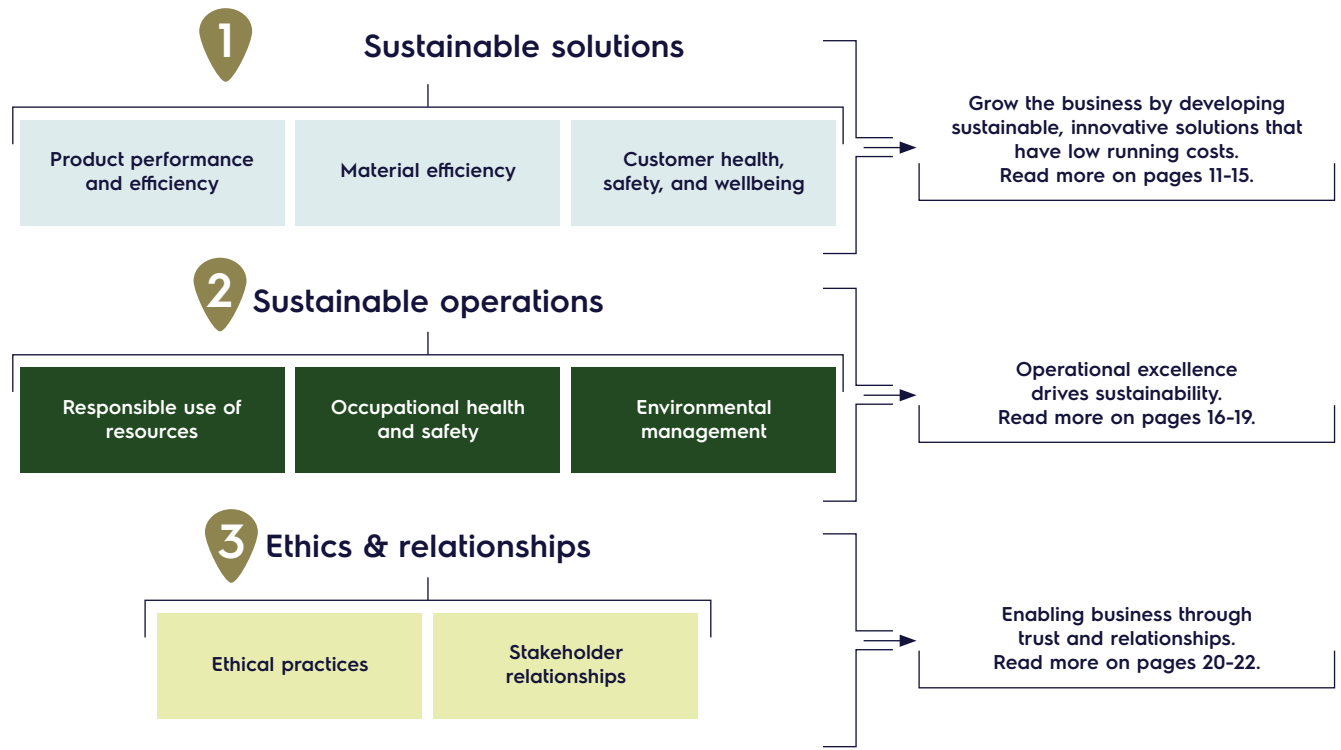 1
Sustainable solutions
Product performance
and efficiency
Material efficiency
Customer health,
safety, and wellbeing
Grow the business by developing
sustainable, innovative solutions that
have low running costs.
Read more on pages 11-15.
2
Sustainable operations
Responsible use of
resources
Occupational health
and safety
Environmental
management
Operational excellence
drives sustainability.
Read more on pages 16-19.
3
Ethics & relationships
Ethical practices
Stakeholder
relationships
Enabling business through
trust and relationships.
Read more on pages 20-22.